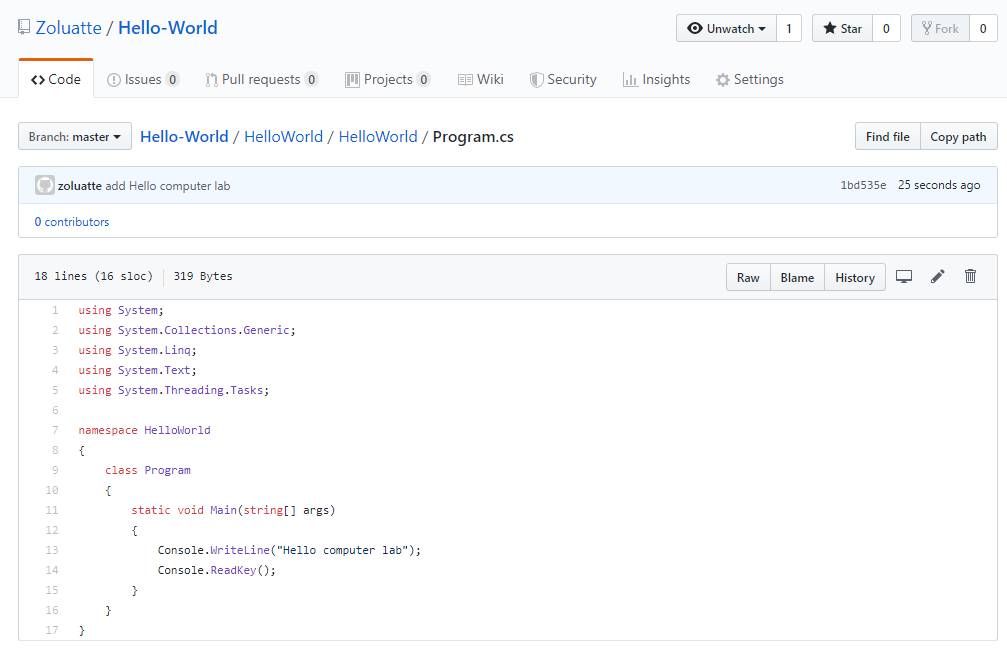 Zoluatte / Hello-World
Unwatch 1 Star 0 Fork 0
Code Issues 0 Pull requests 0 Projects 0 Wiki Security Insights Settings
Branch: master Hello-World / HelloWorld / HelloWorld / Program.cs Find file Copy path
zoluatte add Hello computer lab 1bd535e 25 seconds ago
0 contributors
18 lines (16 sloc) 319 Bytes Raw Blame History
1 using System;
2 using System.Collections.Generic;
3 using System.Linq;
4 using System.Text;
5 using System.Threading.Tasks;
6
7 namespace HelloWorld
8 {
9 class Program
10 {
11 static void Main(string[] args)
12 {
13 Console.WriteLine("Hello computer lab");
14 Console.ReadKey();
15 }
16 }
17 }